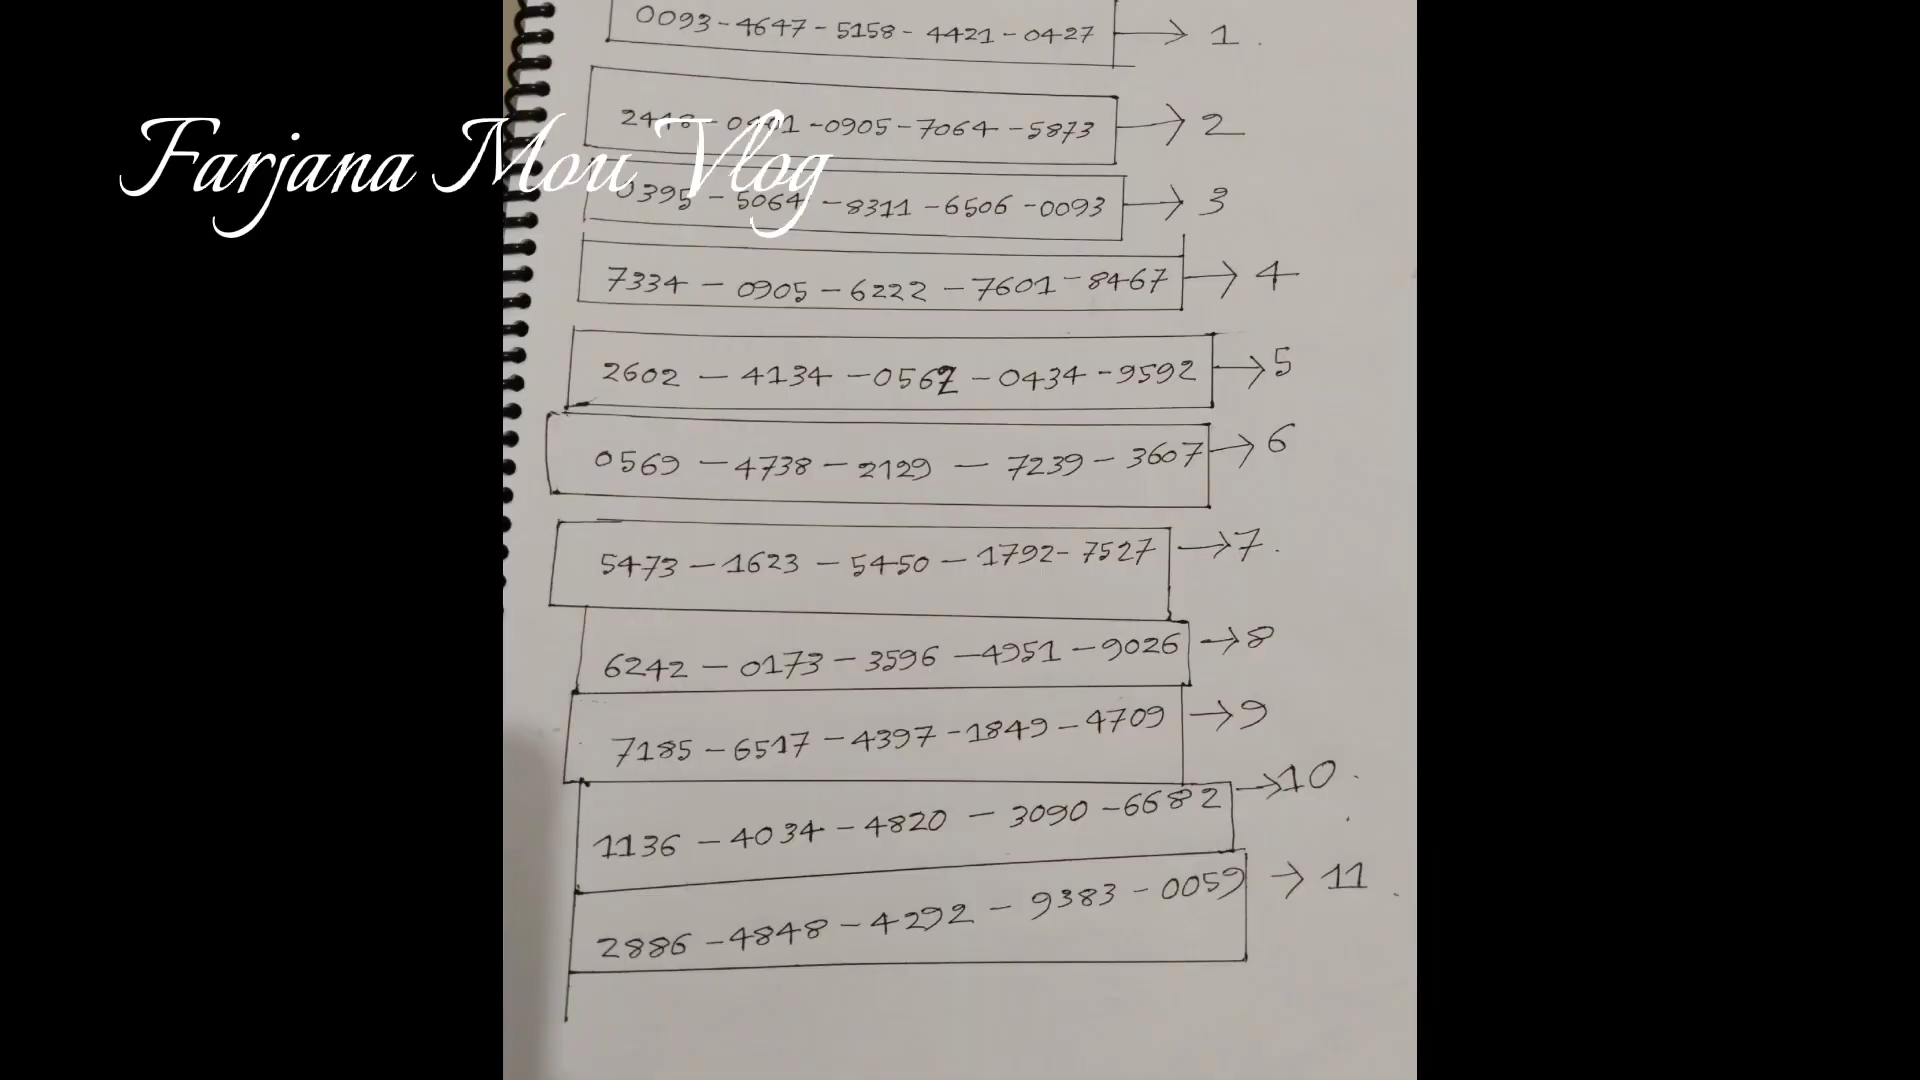 0093-4647-5158-4421-0427 → 1.
-0905-7064-5873 → 2
Farjana Mou Vlog
0395-5064-8311-6506-0093 → 3
7334-0905-6222-7601-8467 → 4
2602-4134-0567-0434-9592 → 5
0569-4738-2129-7239-3607 → 6
5473-1623-5450-1792-7527 → 7.
6242-0173-3596-4951-9026 → 8
7185-6517-4397-1849-4709 → 9
1136-4034-4820-3090-6682 → 10.
2886-4848-4292-9383-0059 → 11.